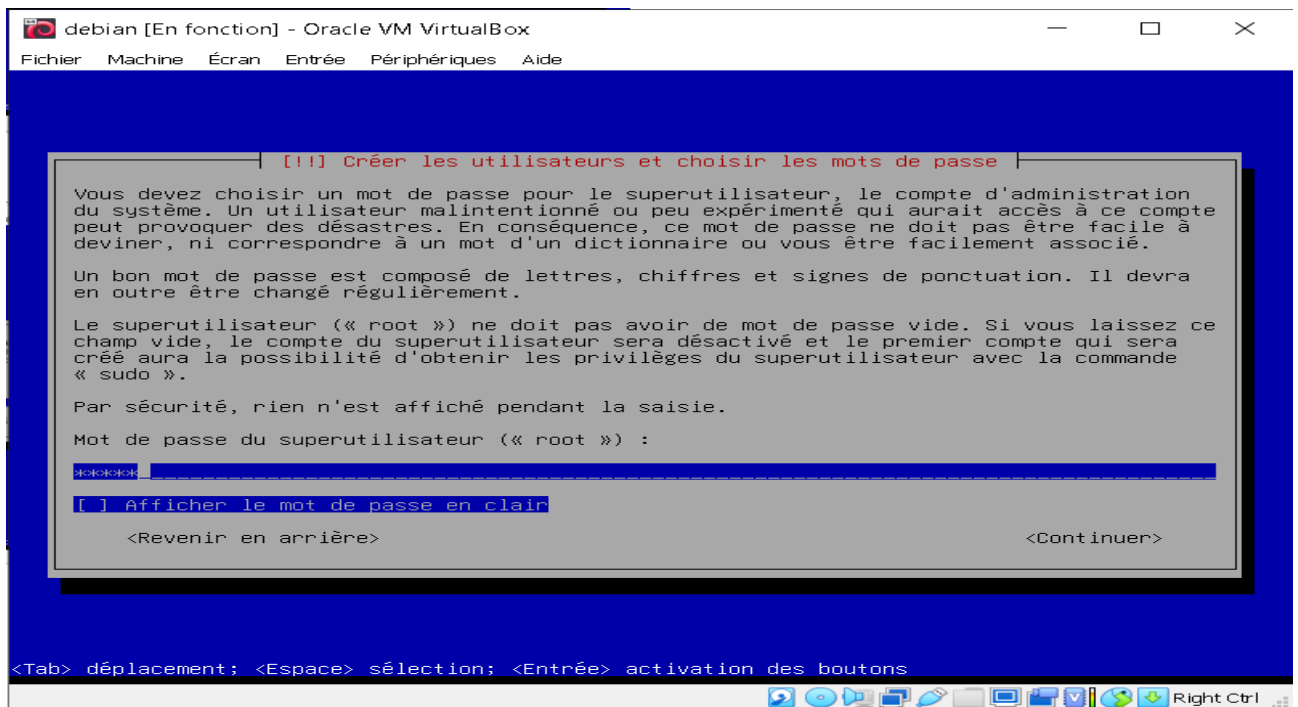 debian [En fonction] - Oracle VM VirtualBox
Fichier Machine Écran Entrée Périphériques Aide
[!!] Créer les utilisateurs et choisir les mots de passe
Vous devez choisir un mot de passe pour le superutilisateur, le compte d'administration
du système. Un utilisateur malintentionné ou peu expérimenté qui aurait accès à ce compte
peut provoquer des désastres. En conséquence, ce mot de passe ne doit pas être facile à
deviner, ni correspondre à un mot d'un dictionnaire ou vous être facilement associé.
Un bon mot de passe est composé de lettres, chiffres et signes de ponctuation. Il devra
en outre être changé régulièrement.
Le superutilisateur (« root ») ne doit pas avoir de mot de passe vide. Si vous laissez ce
champ vide, le compte du superutilisateur sera désactivé et le premier compte qui sera
créé aura la possibilité d'obtenir les privilèges du superutilisateur avec la commande
« sudo ».
Par sécurité, rien n'est affiché pendant la saisie.
Mot de passe du superutilisateur (« root ») :
*****
[ ] Afficher le mot de passe en clair
<Revenir en arrière> <Continuer>
<Tab> déplacement; <Espace> sélection; <Entrée> activation des boutons
Right Ctrl